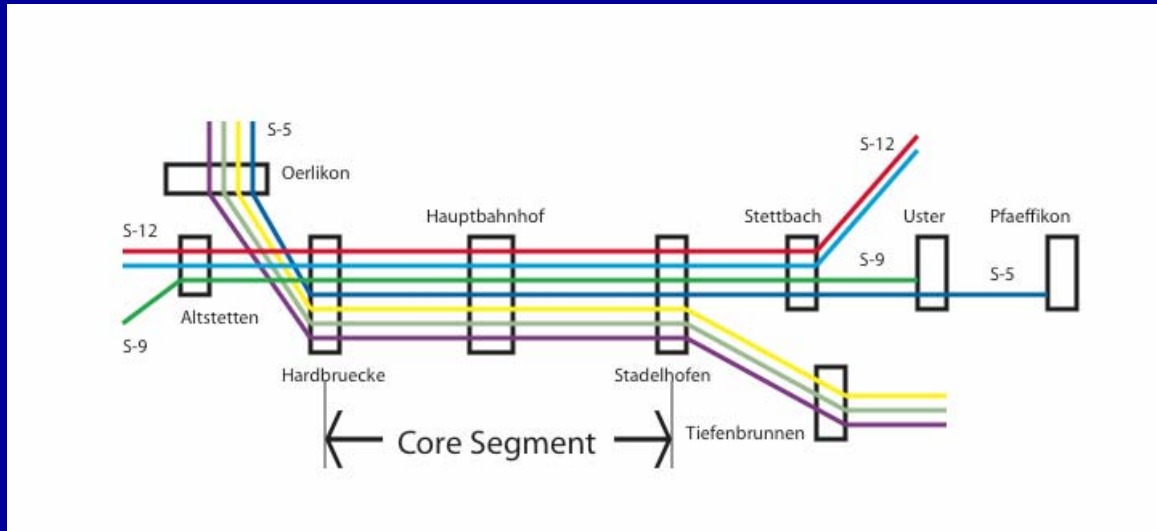 S-5
Oerlikon
S-12
Hauptbahnhof
Stettbach
Uster
Pfaeffikon
S-12
S-9
S-5
Altstetten
S-9
Hardbruecke
Stadelhofen
Tiefenbrunnen
Core Segment